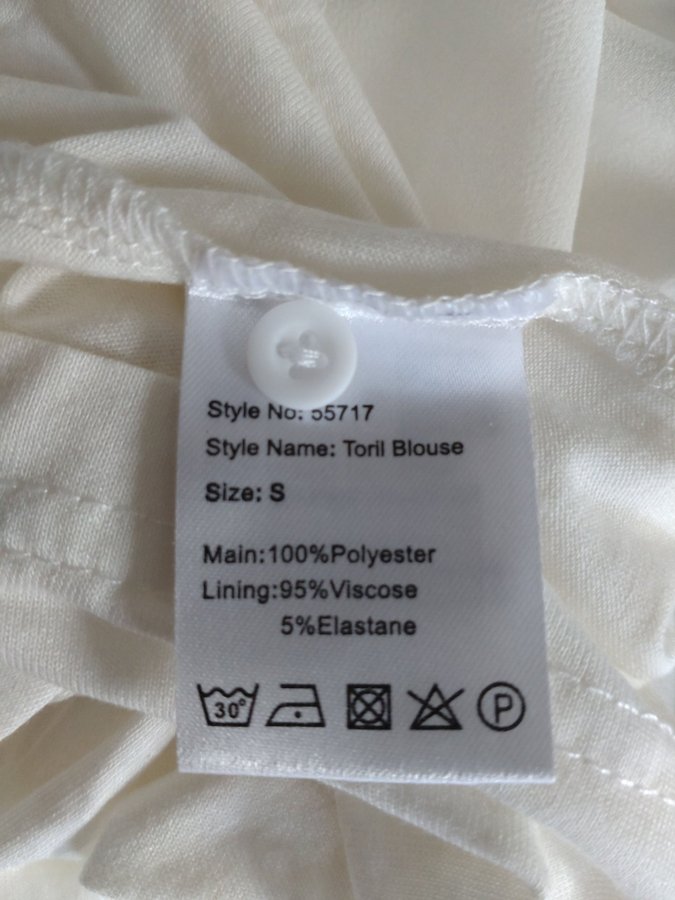 Style No: 55717
Style Name: Toril Blouse
Size: S
Main:100%Polyester
Lining:95%Viscose
5%Elastane
30°
P